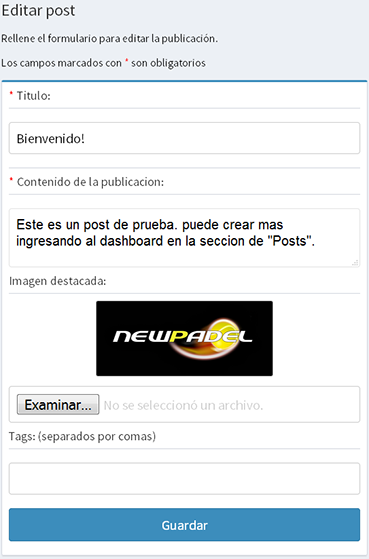 Editar post
Rellene el formulario para editar la publicación.
Los campos marcados con * son obligatorios
* Titulo:
Bienvenido!
* Contenido de la publicacion:
Este es un post de prueba. puede crear mas
ingresando al dashboard en la seccion de "Posts".
Imagen destacada:
NEWPADEL
Examinar... No se seleccionó un archivo.
Tags: (separados por comas)
Guardar